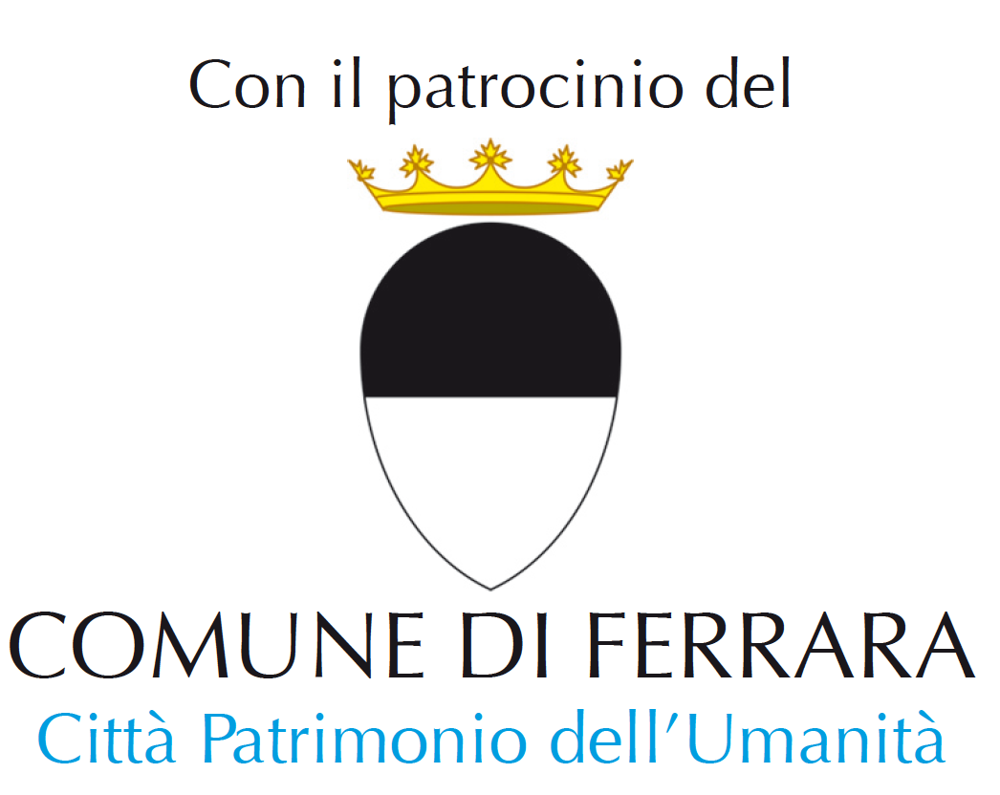 Con il patrocinio del
COMUNE DI FERRARA
Città Patrimonio dell’Umanità